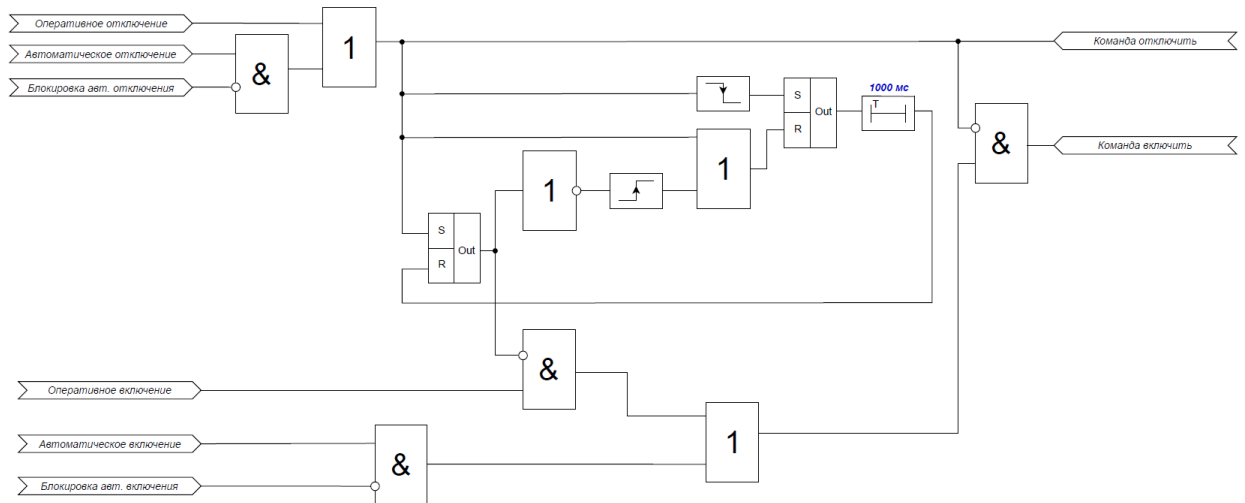 Оперативное отключение
Автоматическое отключение
Блокировка авт. отключения
&
1
Команда отключить
S
R
Out
1000 мс
T
&
Команда включить
1
1
S
R
Out
Оперативное включение
&
Автоматическое включение
Блокировка авт. включения
&
1